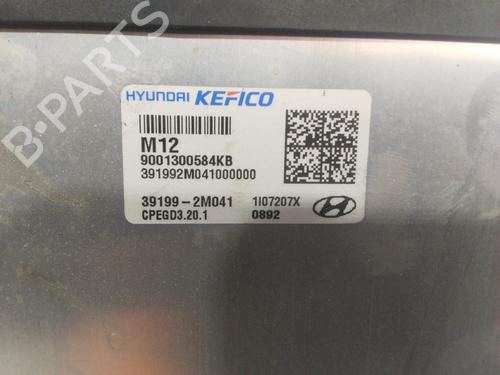 HYUNDAI KEFICO
M12
9001300584KB
391992M041000000
39199-2M041 1I07207X
CPEGD3.20.1 0892
B-PARTS